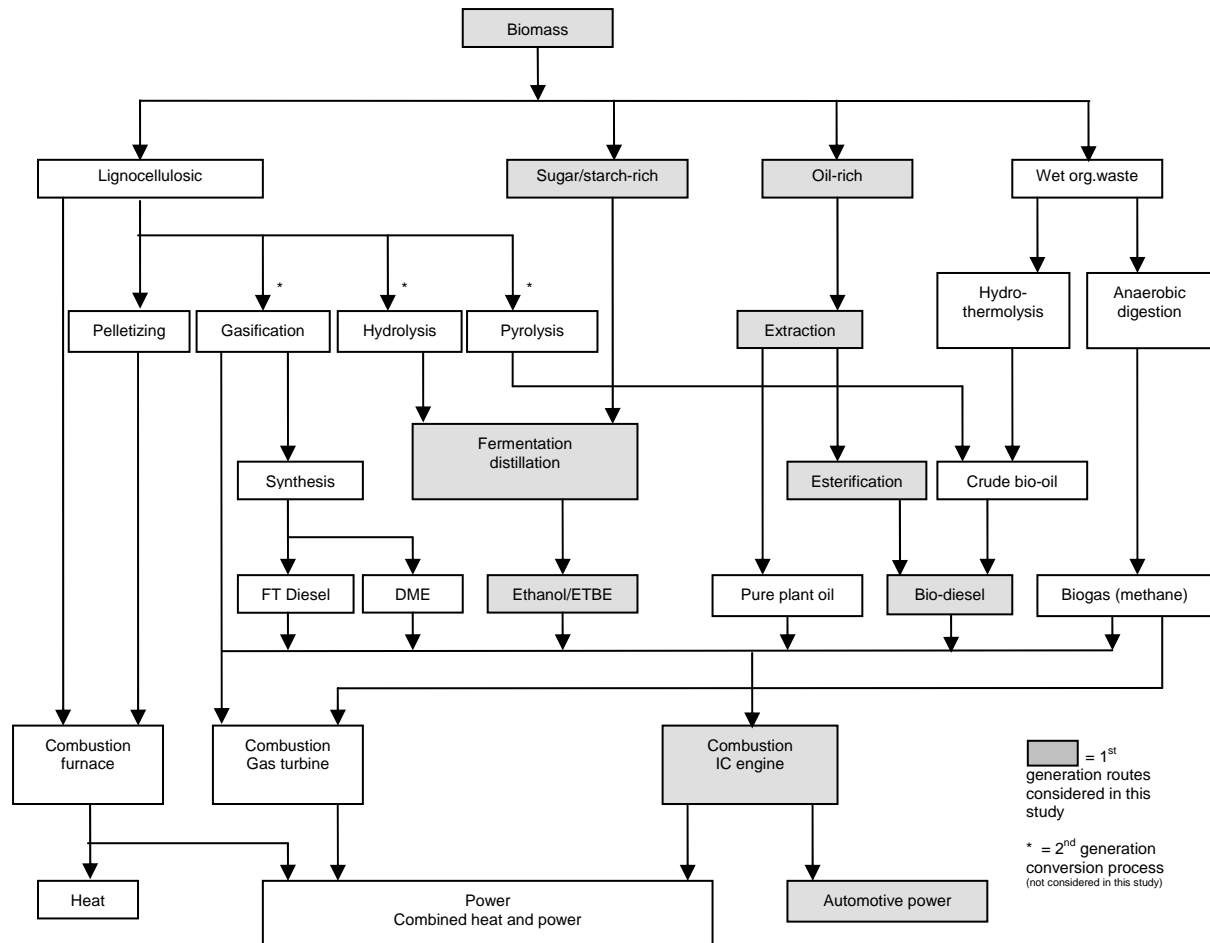 Biomass
Lignocellulosic
Sugar/starch-rich
Oil-rich
Wet org.waste
*
*
*
Pelletizing
Gasification
Hydrolysis
Pyrolysis
Extraction
Hydro-
thermolysis
Anaerobic
digestion
Synthesis
Fermentation
distillation
Esterification
Crude bio-oil
FT Diesel
DME
Ethanol/ETBE
Pure plant oil
Bio-diesel
Biogas (methane)
Combustion
furnace
Combustion
Gas turbine
Combustion
IC engine
= 1st
generation routes
considered in this
study
* = 2nd generation
conversion process
(not considered in this study)
Heat
Power
Combined heat and power
Automotive power